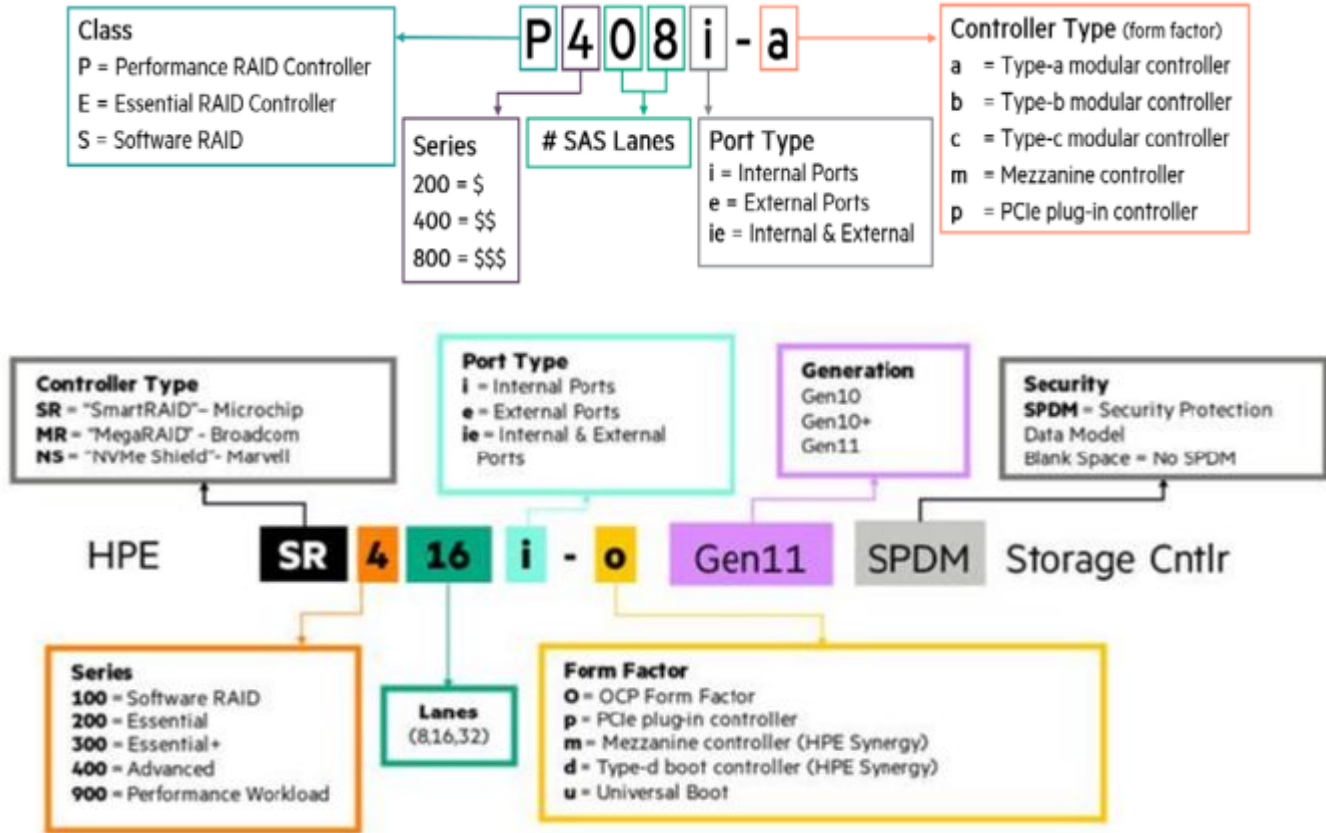 P408i-a
Class
P = Performance RAID Controller
E = Essential RAID Controller
S = Software RAID
Series
200 = $
400 = $$
800 = $$$
# SAS Lanes
Port Type
i = Internal Ports
e = External Ports
ie = Internal & External
Controller Type (form factor)
a = Type-a modular controller
b = Type-b modular controller
c = Type-c modular controller
m = Mezzanine controller
p = PCIe plug-in controller
Controller Type
SR = "SmartRAID"– Microchip
MR = "MegaRAID" - Broadcom
NS = "NVMe Shield"- Marvell
Port Type
i = Internal Ports
e = External Ports
ie = Internal & External
Ports
Generation
Gen10
Gen10+
Gen11
Security
SPDM = Security Protection
Data Model
Blank Space = No SPDM
HPE SR 4 16 i - o Gen11 SPDM Storage Cntlr
Series
100 = Software RAID
200 = Essential
300 = Essential+
400 = Advanced
900 = Performance Workload
Lanes
(8,16,32)
Form Factor
O = OCP Form Factor
p = PCIe plug-in controller
m = Mezzanine controller (HPE Synergy)
d = Type-d boot controller (HPE Synergy)
u = Universal Boot